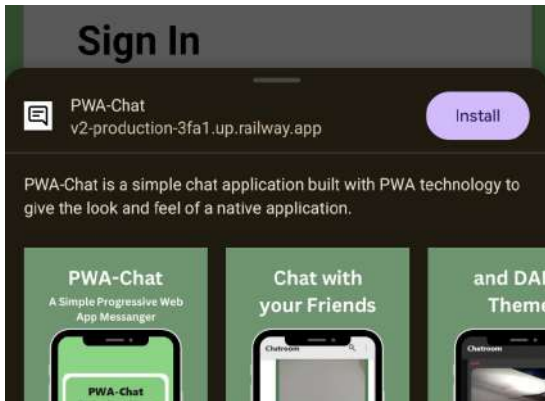 Sign In
PWA-Chat
v2-production-3fa1.up.railway.app
Install
PWA-Chat is a simple chat application built with PWA technology to
give the look and feel of a native application.
PWA-Chat
A Simple Progressive Web
App Messanger
PWA-Chat
Chat with
your Friends
Chatroom
and DA
Theme
Chatroom